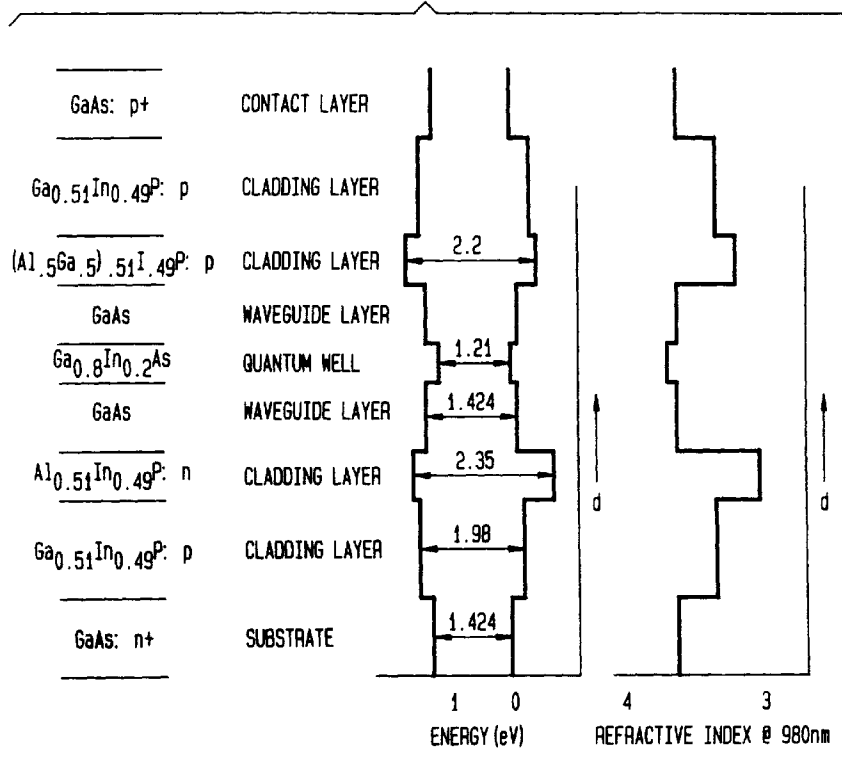 GaAs: p+ CONTACT LAYER
Ga0.51In0.49P: p CLADDING LAYER
(Al.5Ga.5).51I.49P: p CLADDING LAYER 2.2
GaAs WAVEGUIDE LAYER
Ga0.8In0.2As QUANTUM WELL 1.21
GaAs WAVEGUIDE LAYER 1.424
Al0.51In0.49P: n CLADDING LAYER 2.35
d d
Ga0.51In0.49P: p CLADDING LAYER 1.98
GaAs: n+ SUBSTRATE 1.424
1 0 4 3
ENERGY (eV) REFRACTIVE INDEX @ 980nm